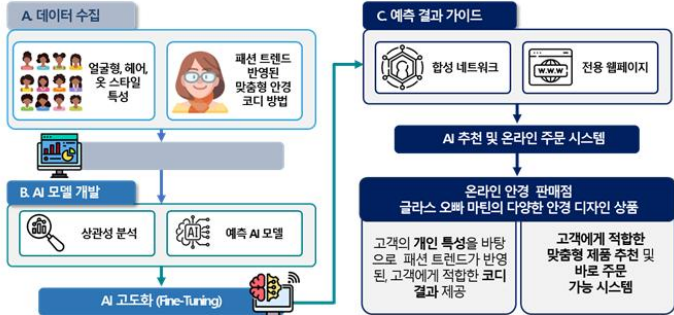 A. 데이터 수집
얼굴형, 헤어,
옷 스타일
특성
패션 트렌드
반영된
맞춤형 안경
코디 방법
B. AI 모델 개발
상관성 분석
AI
예측 AI 모델
AI 고도화 (Fine-Tuning)
C. 예측 결과 가이드
합성 네트워크
WWW
전용 웹페이지
AI 추천 및 온라인 주문 시스템
온라인 안경 판매점
글라스 오빠 마틴의 다양한 안경 디자인 상품
고객의 개인 특성을 바탕
으로 패션 트렌드가 반영
된, 고객에게 적합한 코디
결과 제공
고객에게 적합한
맞춤형 제품 추천 및
바로 주문
가능 시스템